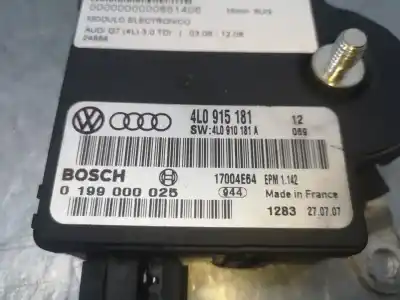 MODULO ELECTRONICO
AUDI Q7 (4L) 3.0 TDI | 03.06 - 12.08
4L0 915 181 12
SW:4L0 910 181 A 069
BOSCH 17004E64 EPM 1.142
0 199 000 025 944 Made in France
1283 27.07.07